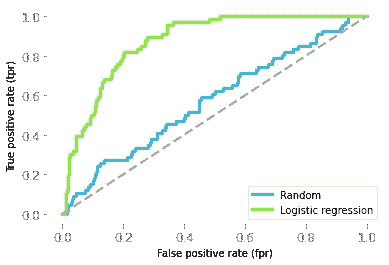 True positive rate (tpr)
1.0
0.8
0.6
0.4
0.2
0.0
Random
Logistic regression
0.0 0.2 0.4 0.6 0.8 1.0
False positive rate (fpr)